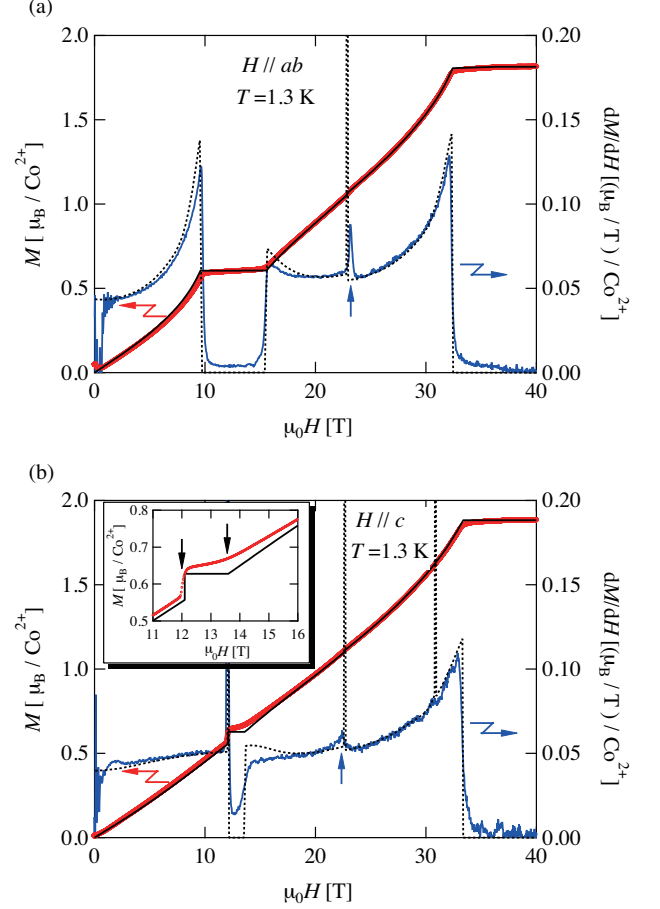 (a)
2.0
1.5
1.0
0.5
0.0
M [ μB / Co2+]
H // ab
T =1.3 K
0.20
0.15
0.10
0.05
0.00
dM/dH [(μB / T ) / Co2+]
0 10 20 30 40
μ0H [T]
(b)
2.0
1.5
1.0
0.5
0.0
M [ μB / Co2+]
0.8
0.7
0.6
0.5
M [ μB / Co2+]
11 12 13 14 15 16
μ0H [T]
H // c
T =1.3 K
0.20
0.15
0.10
0.05
0.00
dM/dH[(μB / T ) / Co2+]
0 10 20 30 40
μ0H [T]